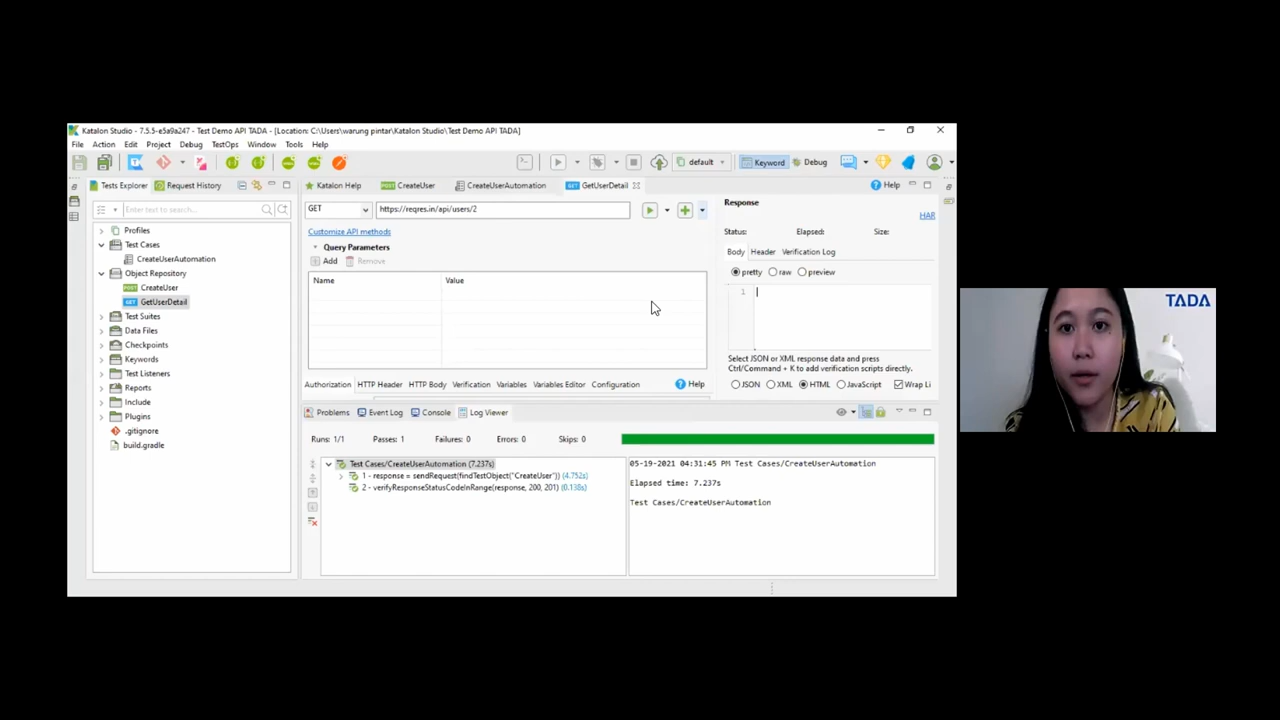 Katalon Studio - 7.5.5-e5a9a247 - Test Demo API TADA - [Location: C:\Users\warung pintar\Katalon Studio\Test Demo API TADA]
File Action Edit Project Debug TestOps Window Tools Help
default Keyword Debug
Tests Explorer Request History
Enter text to search...
Profiles
Test Cases
CreateUserAutomation
Object Repository
POST CreateUser
GET GetUserDetail
Test Suites
Data Files
Checkpoints
Keywords
Test Listeners
Reports
Include
Plugins
.gitignore
build.gradle
Katalon Help POST CreateUser CreateUserAutomation GET GetUserDetail Help
GET https://reqres.in/api/users/2
Customize API methods
Query Parameters
Add Remove
Name Value
Authorization HTTP Header HTTP Body Verification Variables Variables Editor Configuration Help
Response
HAR
Status: Elapsed: Size:
Body Header Verification Log
pretty raw preview
1
Select JSON or XML response data and press
Ctrl/Command + K to add verification scripts directly.
JSON XML HTML JavaScript Wrap Li
Problems Event Log Console Log Viewer
Runs: 1/1 Passes: 1 Failures: 0 Errors: 0 Skips: 0
Test Cases/CreateUserAutomation (7.237s)
1 - response = sendRequest(findTestObject("CreateUser")) (4.752s)
2 - verifyResponseStatusCodeInRange(response, 200, 201) (0.138s)
05-19-2021 04:31:45 PM Test Cases/CreateUserAutomation
Elapsed time: 7.237s
Test Cases/CreateUserAutomation
TADA